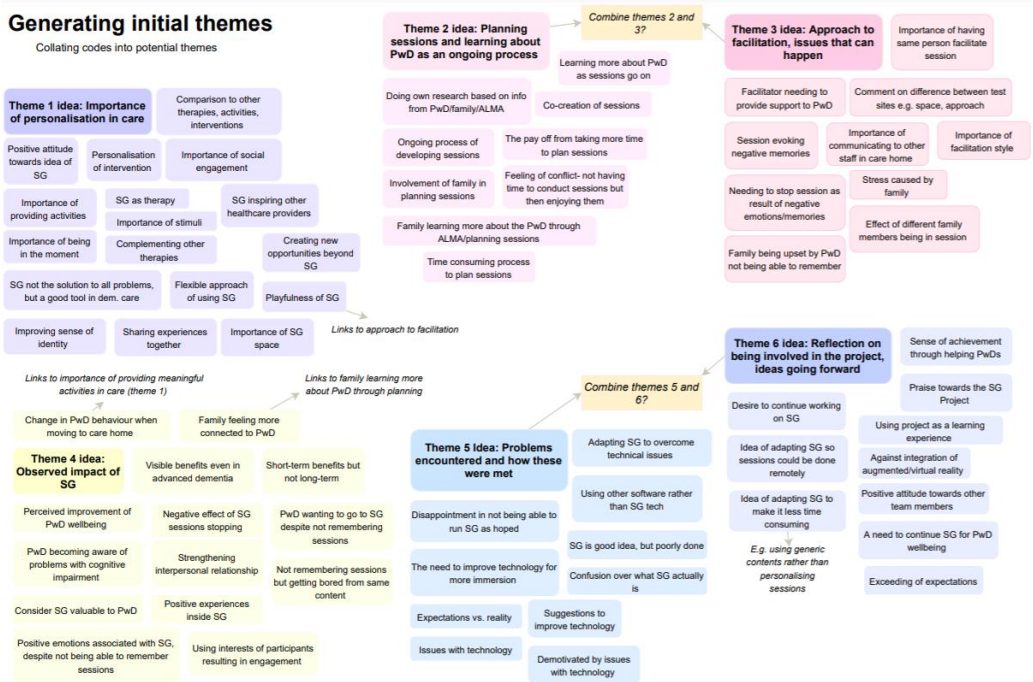 Generating initial themes
Collating codes into potential themes
Theme 1 idea: Importance
of personalisation in care
Comparison to other
therapies, activities,
interventions
Positive attitude
towards idea of
SG
Personalisation
of intervention
Importance of social
engagement
Importance of
providing activities
SG as therapy
Importance of stimuli
SG inspiring other
healthcare providers
Importance of being
in the moment
Complementing other
therapies
Creating new
opportunities beyond
SG
SG not the solution to all problems,
but a good tool in dem. care
Flexible approach
of using SG
Playfulness of SG
Improving sense of
identity
Sharing experiences
together
Importance of SG
space
Links to approach to facilitation
Theme 2 idea: Planning
sessions and learning about
PwD as an ongoing process
Combine themes 2 and
3?
Learning more about PwD
as sessions go on
Doing own research based on info
from PwD/family/ALMA
Co-creation of sessions
Ongoing process of
developing sessions
The pay off from taking more time
to plan sessions
Involvement of family in
planning sessions
Feeling of conflict- not having
time to conduct sessions but
then enjoying them
Family learning more about the PwD through
ALMA/planning sessions
Time consuming process
to plan sessions
Theme 3 idea: Approach to
facilitation, issues that can
happen
Importance of having
same person facilitate
session
Facilitator needing to
provide support to PwD
Comment on difference between test
sites e.g. space, approach
Session evoking
negative memories
Importance of
communicating to other
staff in care home
Importance of
facilitation style
Needing to stop session as
result of negative
emotions/memories
Stress caused by
family
Effect of different family
members being in session
Family being upset by PwD
not being able to remember
Links to importance of providing meaningful
activities in care (theme 1)
Links to family learning more
about PwD through planning
Change in PwD behaviour when
moving to care home
Family feeling more
connected to PwD
Theme 4 idea:
Observed impact of
SG
Visible benefits even in
advanced dementia
Short-term benefits but
not long-term
Perceived improvement of
PwD wellbeing
Negative effect of SG
sessions stopping
PwD wanting to go to SG
despite not remembering
sessions
PwD becoming aware of
problems with cognitive
impairment
Strengthening
interpersonal relationship
Not remembering sessions
but getting bored from same
content
Consider SG valuable to PwD
Positive experiences
inside SG
Positive emotions associated with SG,
despite not being able to remember
sessions
Using interests of participants
resulting in engagement
Combine themes 5 and
6?
Theme 5 Idea: Problems
encountered and how these
were met
Adapting SG to overcome
technical issues
Using other software rather
than SG tech
Disappointment in not being able to
run SG as hoped
SG is good idea, but poorly done
The need to improve technology for
more immersion
Confusion over what SG actually
is
Expectations vs. reality
Suggestions to
improve technology
Issues with technology
Demotivated by issues
with technology
Theme 6 idea: Reflection on
being involved in the project,
ideas going forward
Sense of achievement
through helping PwDs
Praise towards the SG
Project
Desire to continue working
on SG
Using project as a learning
experience
Idea of adapting SG so
sessions could be done
remotely
Against integration of
augmented/virtual reality
Idea of adapting SG to
make it less time
consuming
Positive attitude towards other
team members
A need to continue SG for PwD
wellbeing
E.g. using generic
contents rather than
personalising
sessions
Exceeding of expectations